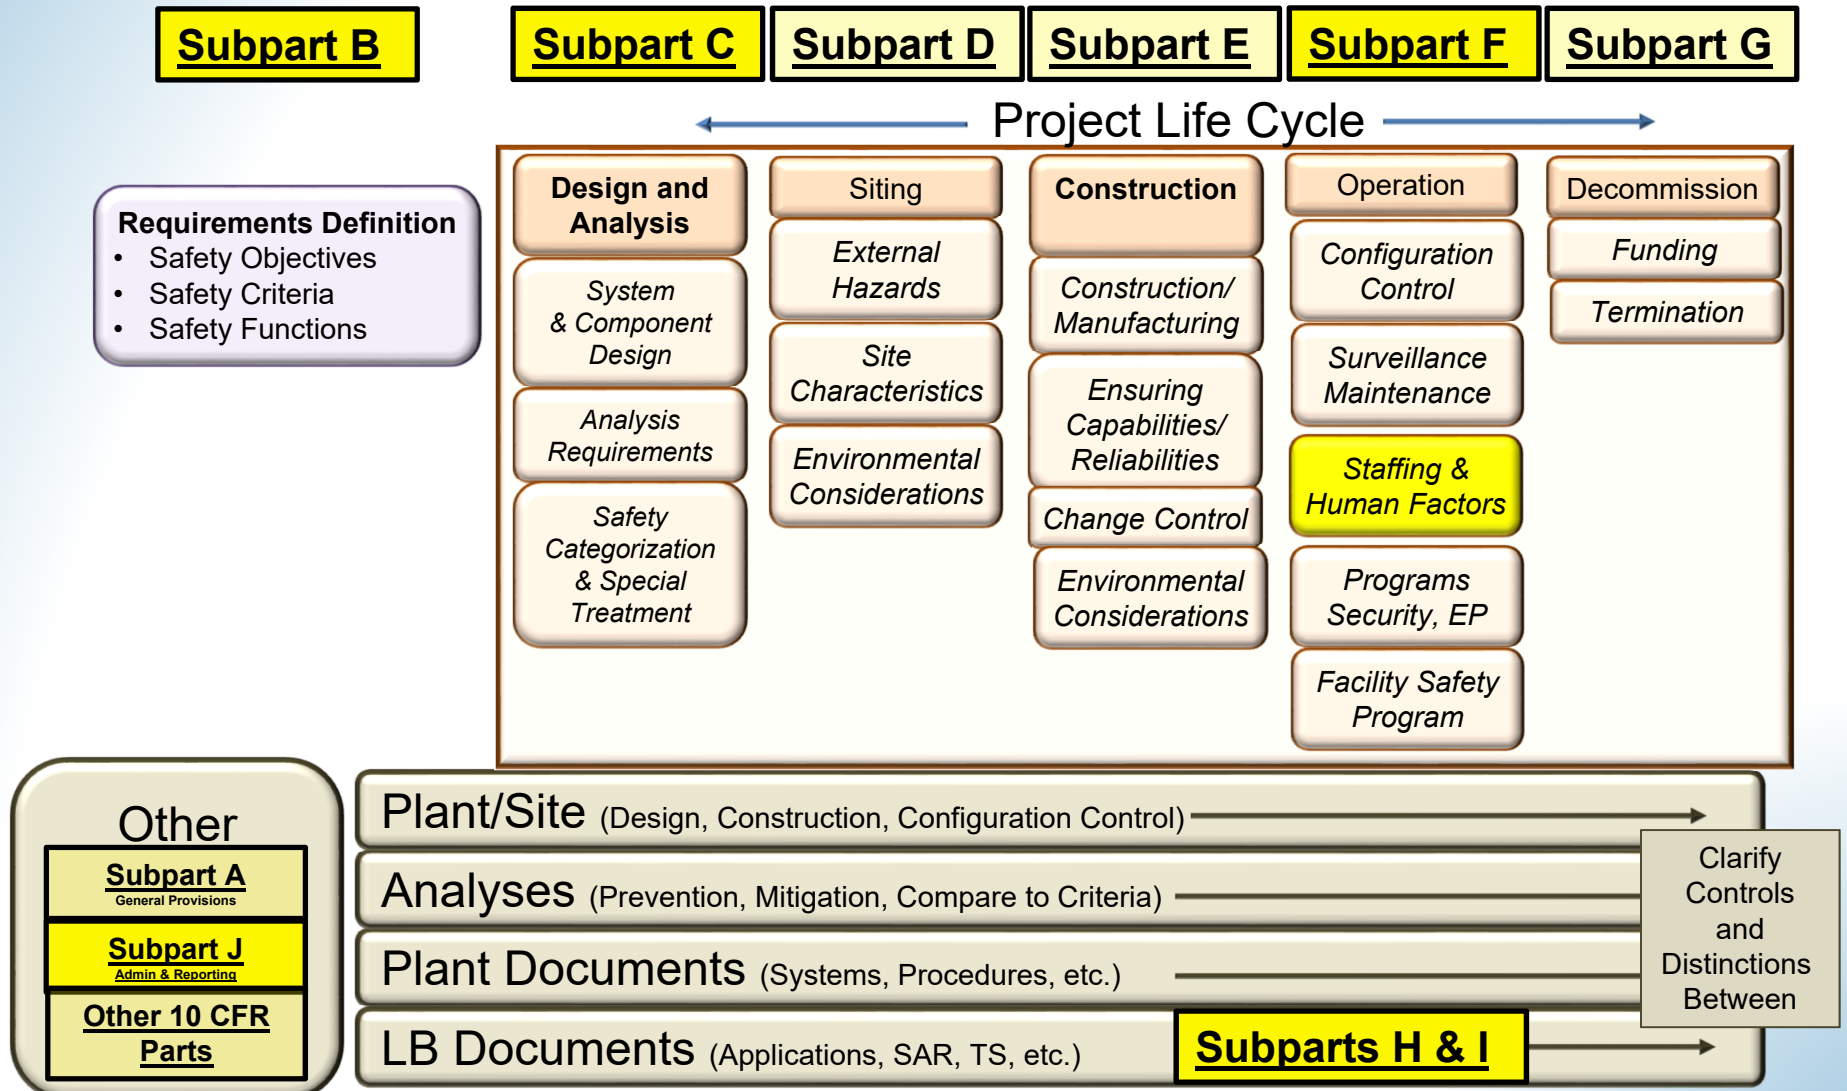 Subpart B
Subpart C
Subpart D
Subpart E
Subpart F
Subpart G
Project Life Cycle
Requirements Definition
• Safety Objectives
• Safety Criteria
• Safety Functions
Design and
Analysis
System
& Component
Design
Analysis
Requirements
Safety
Categorization
& Special
Treatment
Siting
External
Hazards
Site
Characteristics
Environmental
Considerations
Construction
Construction/
Manufacturing
Ensuring
Capabilities/
Reliabilities
Change Control
Environmental
Considerations
Operation
Configuration
Control
Surveillance
Maintenance
Staffing &
Human Factors
Programs
Security, EP
Facility Safety
Program
Decommission
Funding
Termination
Other
Subpart A
General Provisions
Subpart J
Admin & Reporting
Other 10 CFR
Parts
Plant/Site (Design, Construction, Configuration Control)
Analyses (Prevention, Mitigation, Compare to Criteria)
Plant Documents (Systems, Procedures, etc.)
LB Documents (Applications, SAR, TS, etc.)
Subparts H & I
Clarify
Controls
and
Distinctions
Between